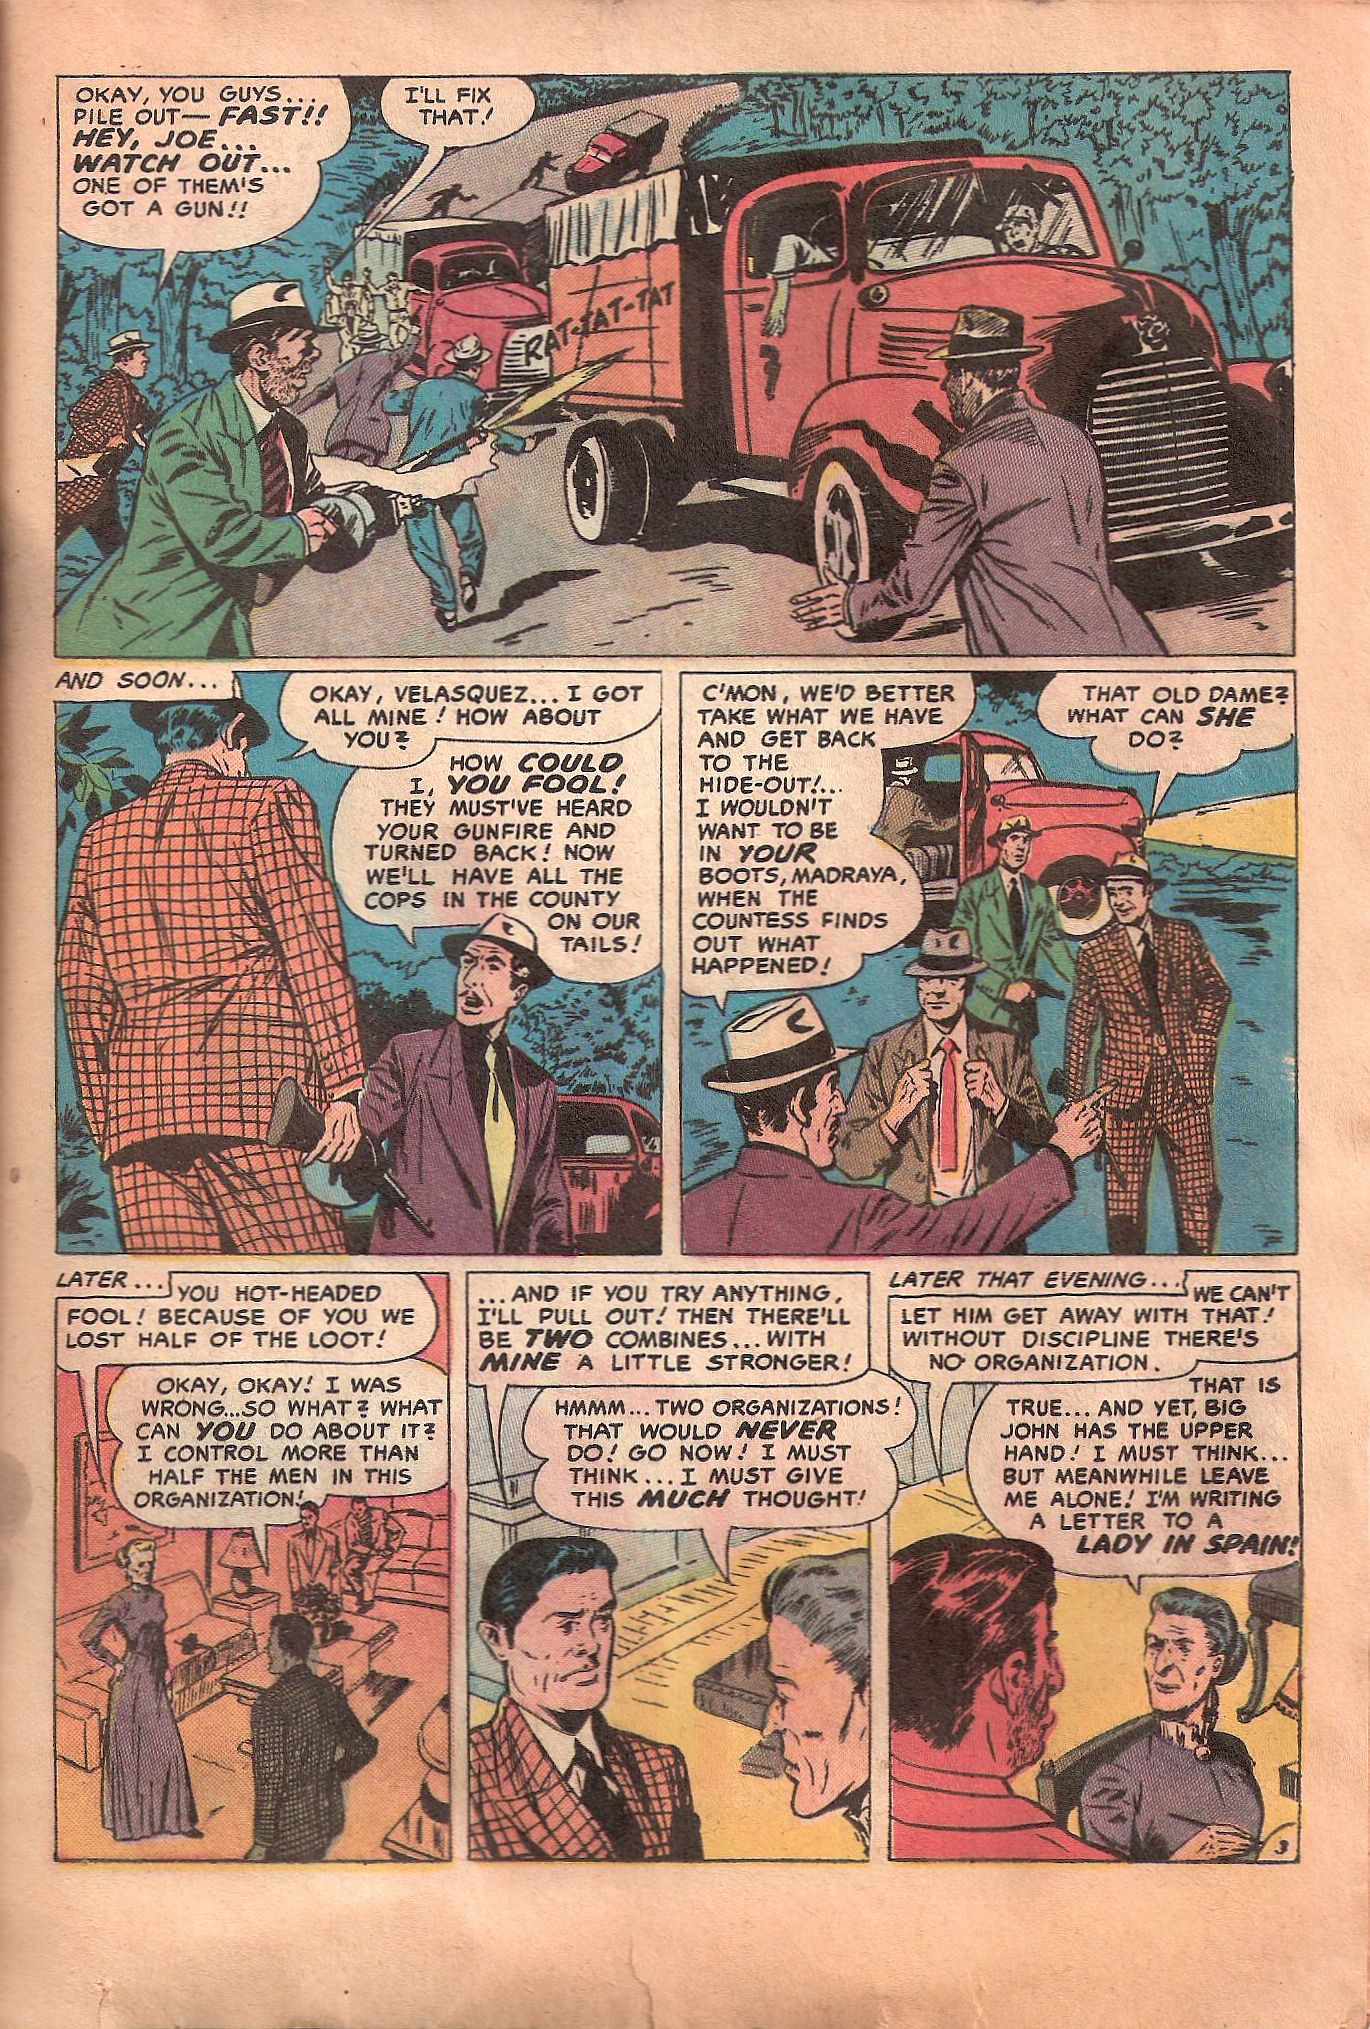 OKAY, YOU GUYS...
PILE OUT— FAST!!
HEY, JOE...
WATCH OUT...
ONE OF THEM'S
GOT A GUN!!
I'LL FIX
THAT!
RAT-TAT-TAT
AND SOON...
OKAY, VELASQUEZ... I GOT
ALL MINE! HOW ABOUT
YOU?
HOW COULD
I, YOU FOOL!
THEY MUST'VE HEARD
YOUR GUNFIRE AND
TURNED BACK! NOW
WE'LL HAVE ALL THE
COPS IN THE COUNTY
ON OUR
TAILS!
C'MON, WE'D BETTER
TAKE WHAT WE HAVE
AND GET BACK
TO THE
HIDE-OUT!...
I WOULDN'T
WANT TO BE
IN YOUR
BOOTS, MADRAYA,
WHEN THE
COUNTESS FINDS
OUT WHAT
HAPPENED!
THAT OLD DAME?
WHAT CAN SHE
DO?
LATER...
YOU HOT-HEADED
FOOL! BECAUSE OF YOU WE
LOST HALF OF THE LOOT!
OKAY, OKAY! I WAS
WRONG...SO WHAT? WHAT
CAN YOU DO ABOUT IT?
I CONTROL MORE THAN
HALF THE MEN IN THIS
ORGANIZATION!
...AND IF YOU TRY ANYTHING,
I'LL PULL OUT! THEN THERE'LL
BE TWO COMBINES... WITH
MINE A LITTLE STRONGER!
HMMM... TWO ORGANIZATIONS!
THAT WOULD NEVER
DO! GO NOW! I MUST
THINK... I MUST GIVE
THIS MUCH THOUGHT!
LATER THAT EVENING...
WE CAN'T
LET HIM GET AWAY WITH THAT!
WITHOUT DISCIPLINE THERE'S
NO ORGANIZATION.
THAT IS
TRUE... AND YET, BIG
JOHN HAS THE UPPER
HAND! I MUST THINK...
BUT MEANWHILE LEAVE
ME ALONE! I'M WRITING
A LETTER TO A
LADY IN SPAIN!
3